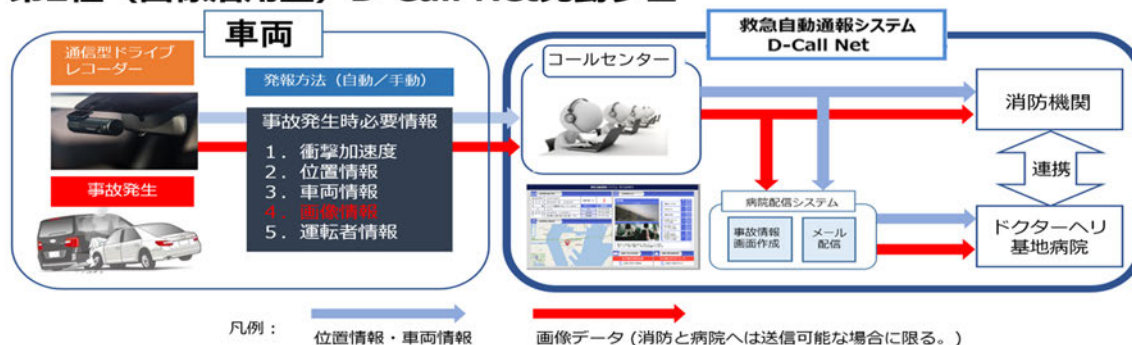 車両
通信型ドライブ
レコーダー
発報方法（自動／手動）
事故発生時必要情報
1．衝撃加速度
2．位置情報
3．車両情報
4．画像情報
5．運転者情報
事故発生
救急自動通報システム
D-Call Net
コールセンター
消防機関
連携
病院配信システム
事故情報
画面作成
メール
配信
ドクターヘリ
基地病院
凡例：
位置情報・車両情報
画像データ (消防と病院へは送信可能な場合に限る。)